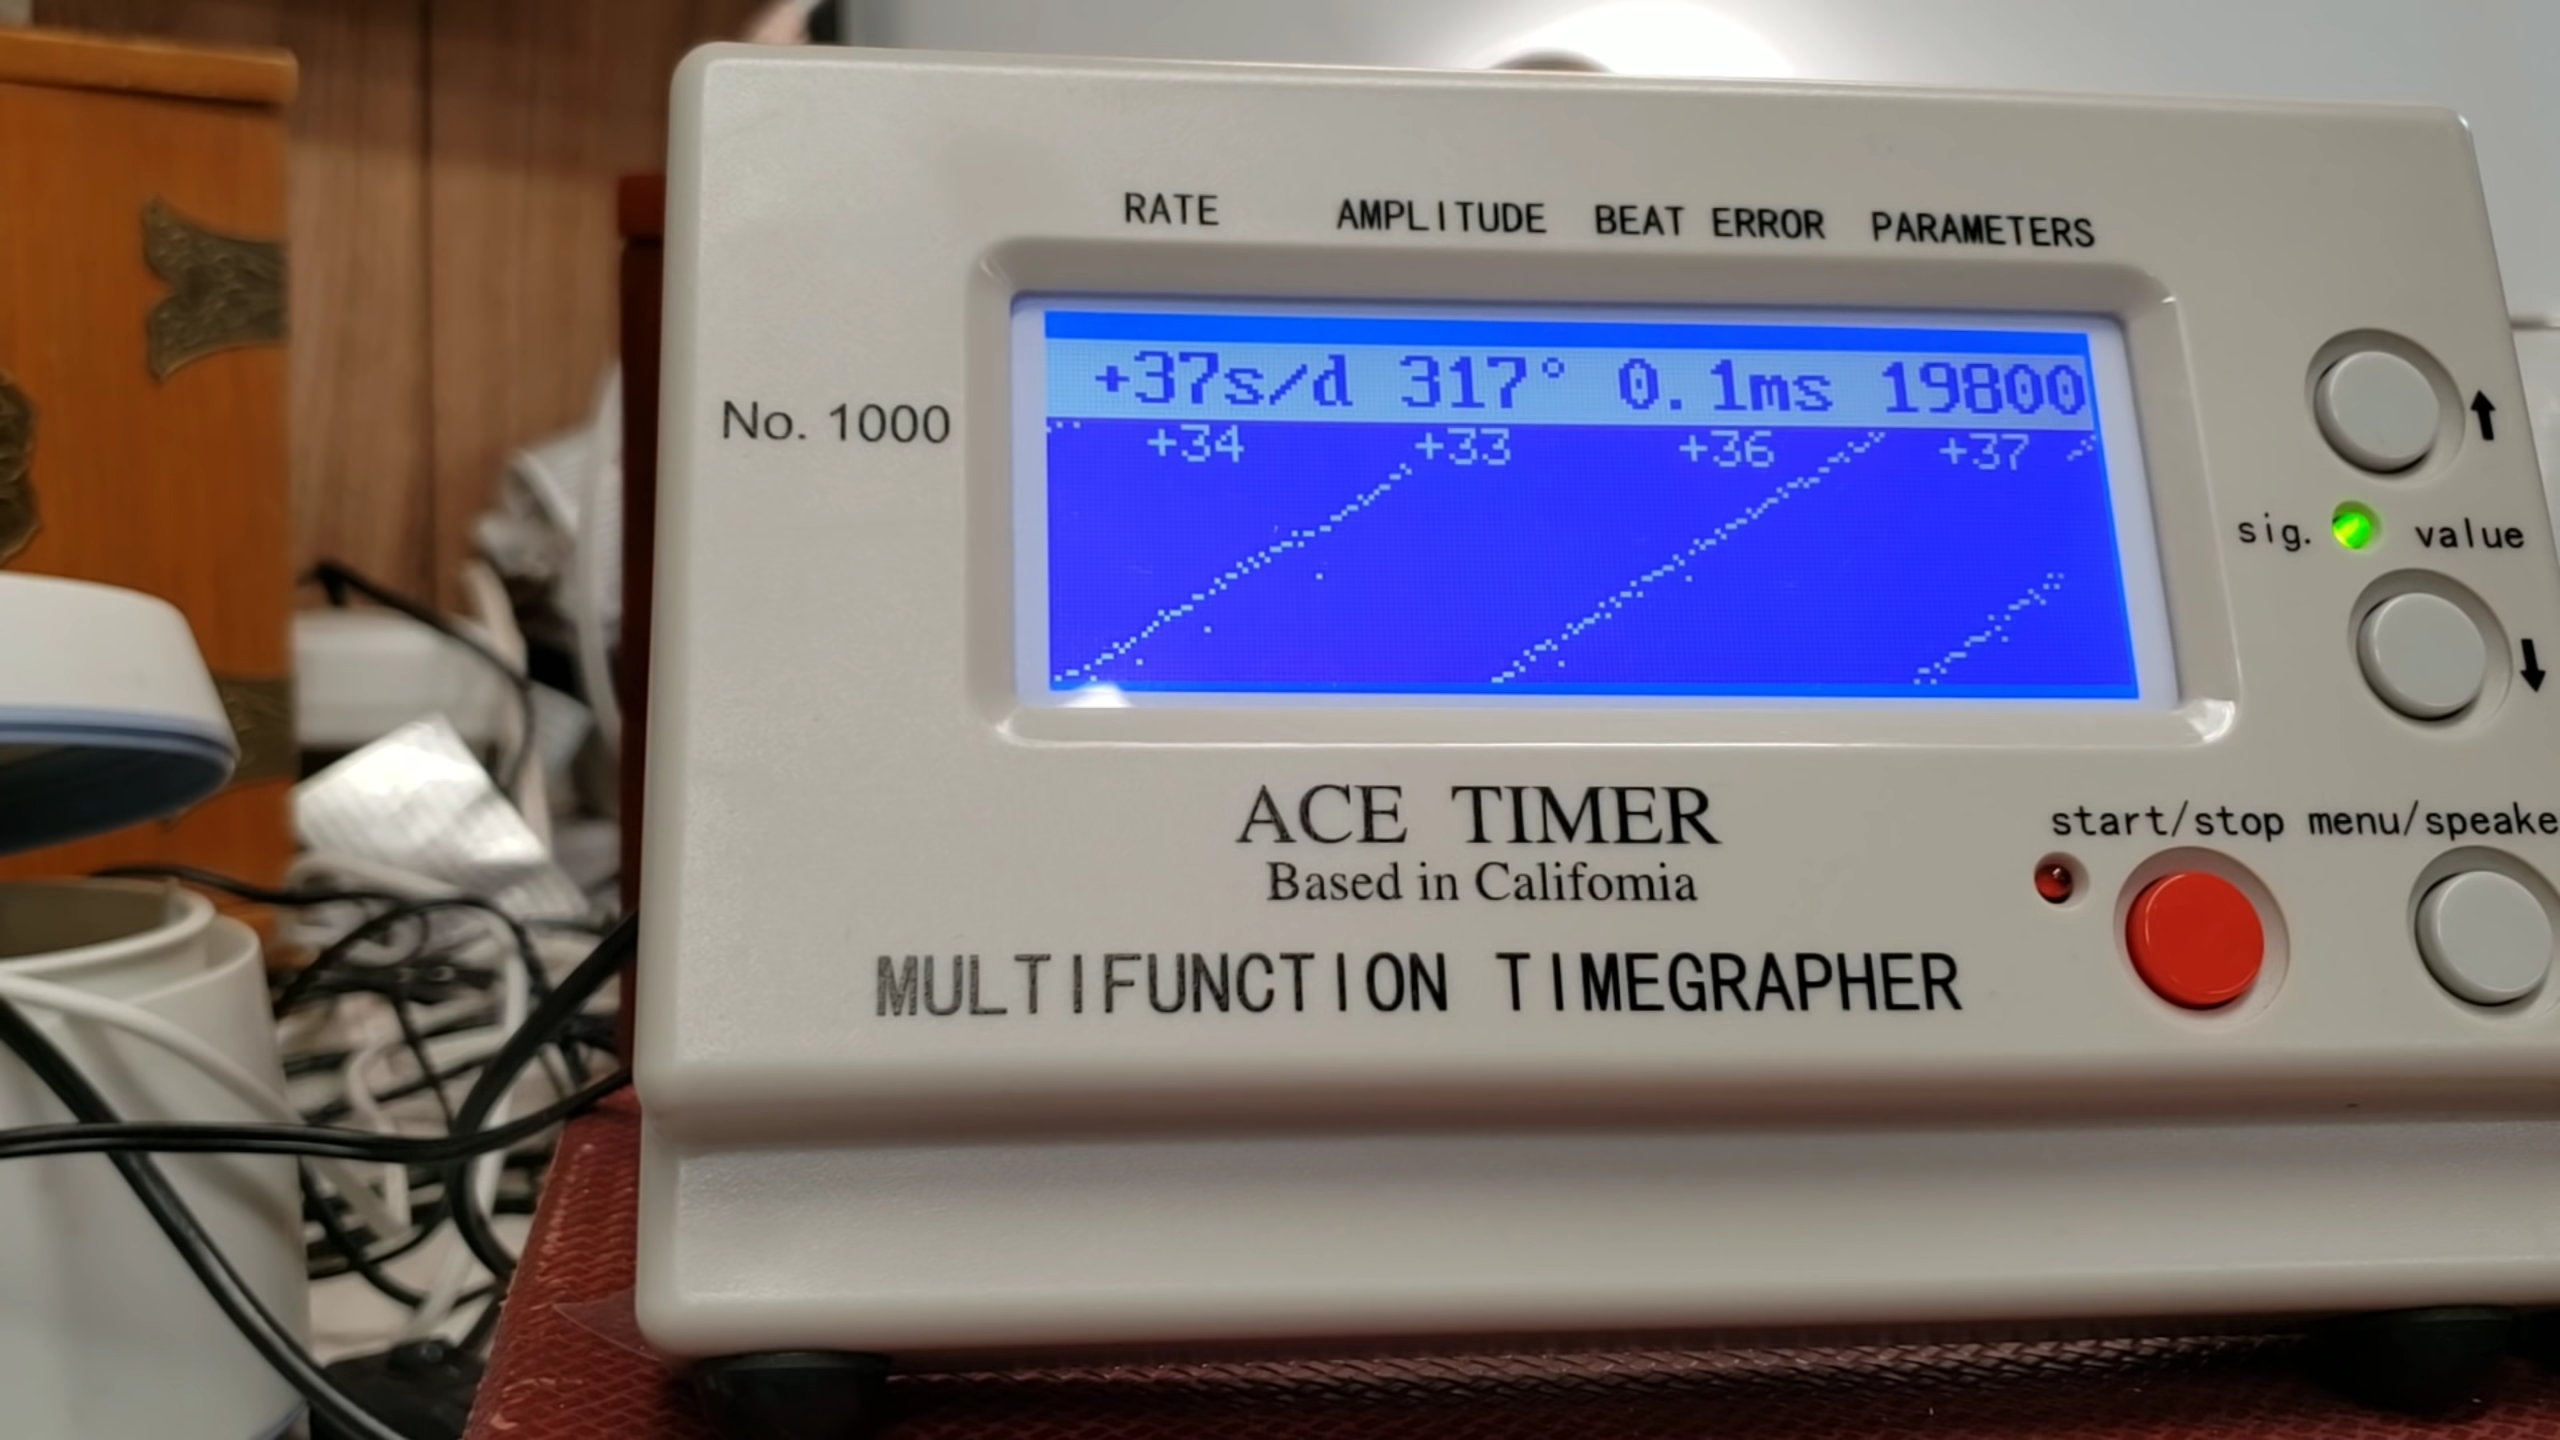 RATE AMPLITUDE BEAT ERROR PARAMETERS
No. 1000
+37s/d 317° 0.1ms 19800
+34 +33 +36 +37
sig. value
ACE TIMER
Based in Califomia
start/stop menu/speake
MULTIFUNCTION TIMEGRAPHER